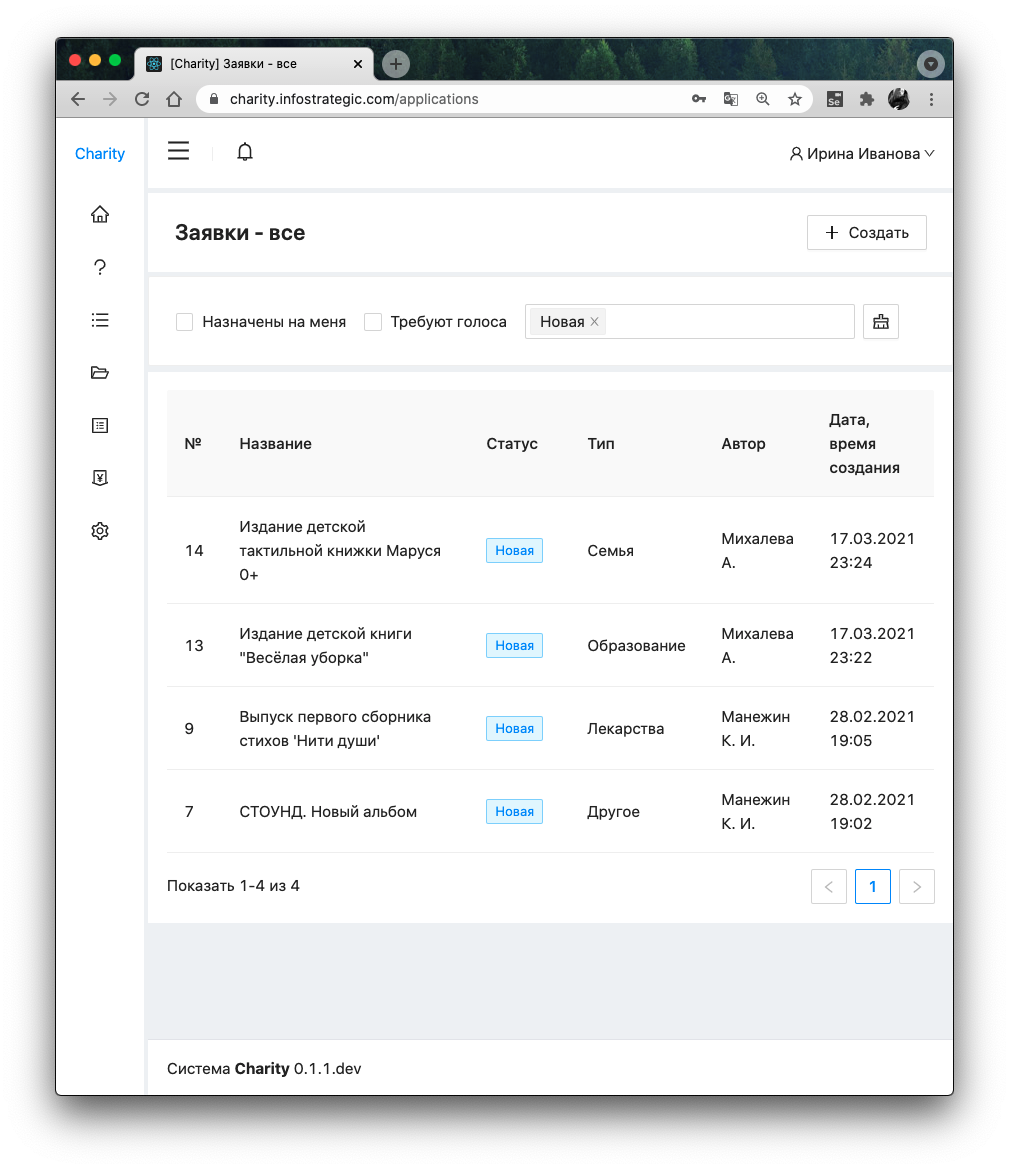 [Charity] Заявки - все
charity.infostrategic.com/applications
Se
Charity
Ирина Иванова
Заявки - все
Создать
Назначены на меня
Требуют голоса
Новая
№ Название Статус Тип Автор Дата,
время
создания
14 Издание детской
тактильной книжки Маруся
0+
Новая Семья Михалева
А.
17.03.2021
23:24
13 Издание детской книги
"Весёлая уборка"
Новая Образование Михалева
А.
17.03.2021
23:22
9 Выпуск первого сборника
стихов 'Нити души'
Новая Лекарства Манежин
К. И.
28.02.2021
19:05
7 СТОУНД. Новый альбом Новая Другое Манежин
К. И.
28.02.2021
19:02
Показать 1-4 из 4
1
Система Charity 0.1.1.dev